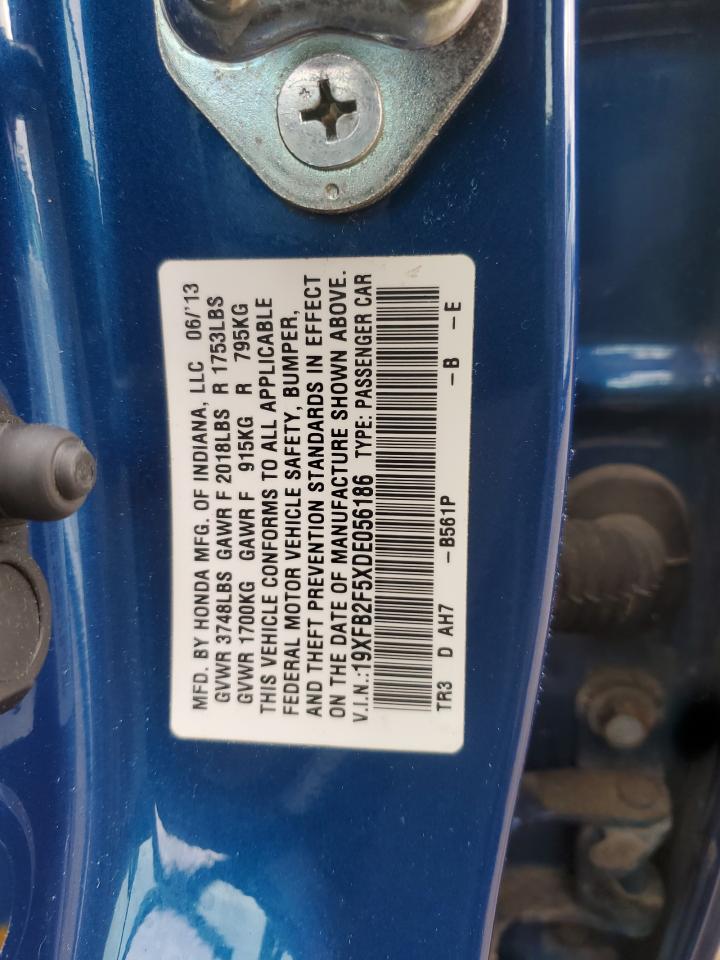 MFD. BY HONDA MFG. OF INDIANA, LLC 06/'13
GVWR 3748LBS GAWR F 2018LBS R 1753LBS
GVWR 1700KG GAWR F 915KG R 795KG
THIS VEHICLE CONFORMS TO ALL APPLICABLE
FEDERAL MOTOR VEHICLE SAFETY, BUMPER,
AND THEFT PREVENTION STANDARDS IN EFFECT
ON THE DATE OF MANUFACTURE SHOWN ABOVE.
V.I.N.:19XFB2F5XDE056186 TYPE: PASSENGER CAR
A
TR3 D AH7 -B561P -B -E